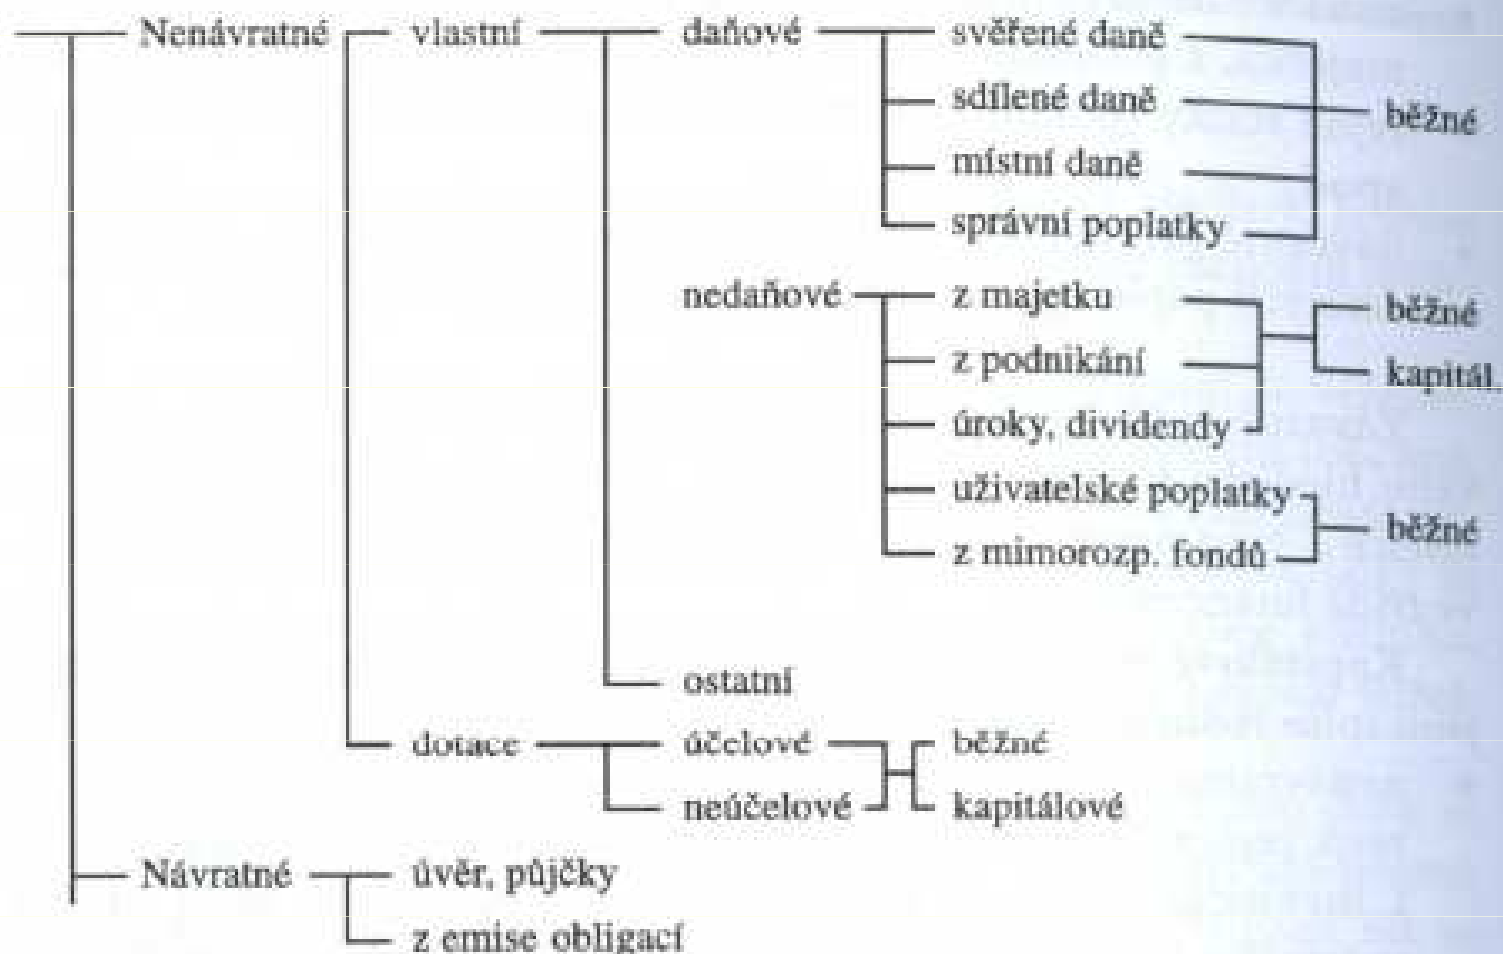 Nenávratné vlastní daňové svěřené daně
sdílené daně běžné
místní daně
správní poplatky
nedaňové z majetku běžné
z podnikání kapitál.
úroky, dividendy
uživatelské poplatky
z mimorozp. fondů běžné
ostatní
dotace účelové běžné
neúčelové kapitálové
Návratné úvěr, půjčky
z emise obligací